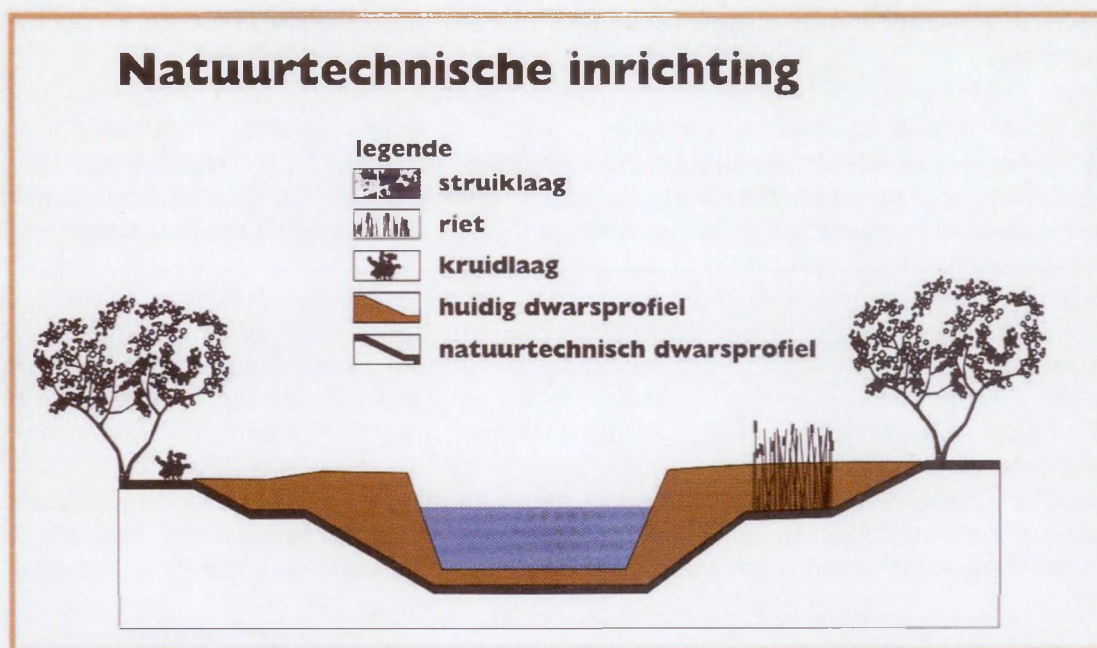 Natuurtechnische inrichting
legende
struiklaag
riet
kruidlaag
huidig dwarsprofiel
natuurtechnisch dwarsprofiel